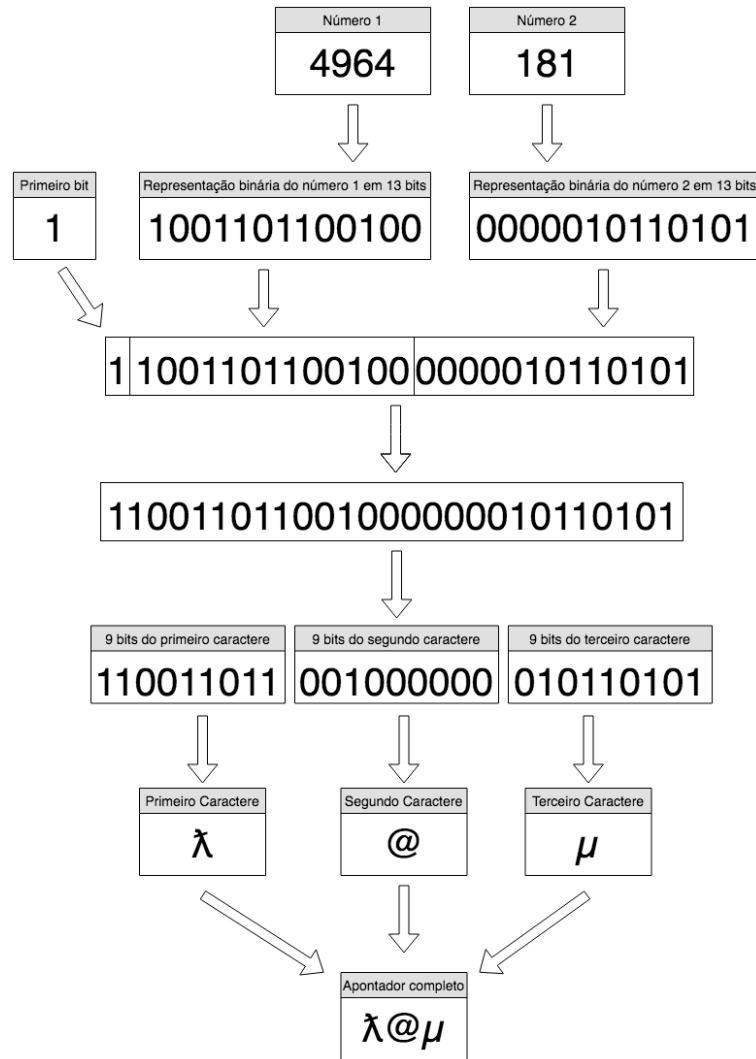 Número 1
Número 2
4964
181
Primeiro bit
Representação binária do número 1 em 13 bits
Representação binária do número 2 em 13 bits
1
1001101100100
0000010110101
1 1001101100100 0000010110101
110011011001000000010110101
9 bits do primeiro caractere
9 bits do segundo caractere
9 bits do terceiro caractere
110011011
001000000
010110101
Primeiro Caractere
Segundo Caractere
Terceiro Caractere
ƛ
@
µ
Apontador completo
ƛ@µ